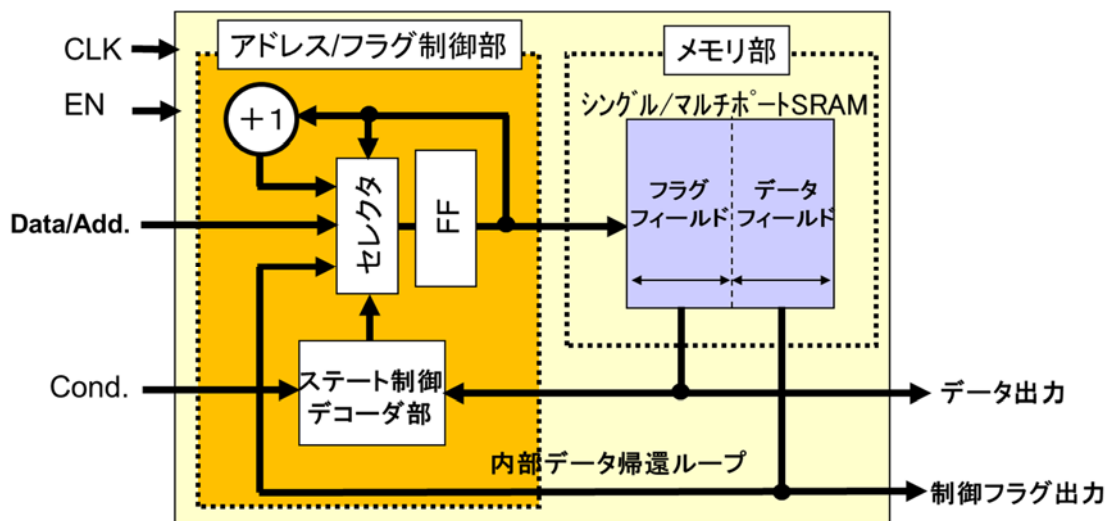 CLK
EN
Data/Add.
Cond.
アドレス/フラグ制御部
+1
セレクタ
FF
ステート制御
デコーダ部
メモリ部
シングル/マルチポートSRAM
フラグ
フィールド
データ
フィールド
内部データ帰還ループ
データ出力
制御フラグ出力